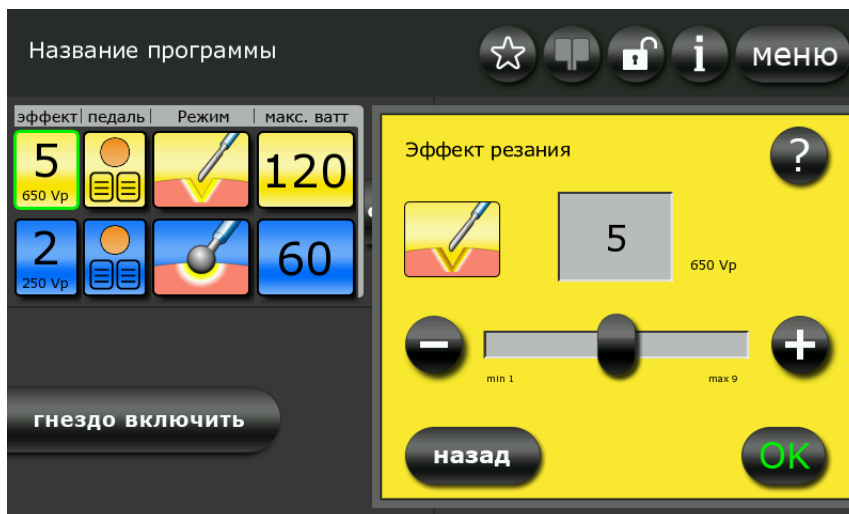 Название программы
i
меню
эффект педаль Режим макс. ватт
5
650 Vp
120
2
250 Vp
60
гнездо включить
Эффект резания
?
5
650 Vp
min 1
max 9
назад
OK